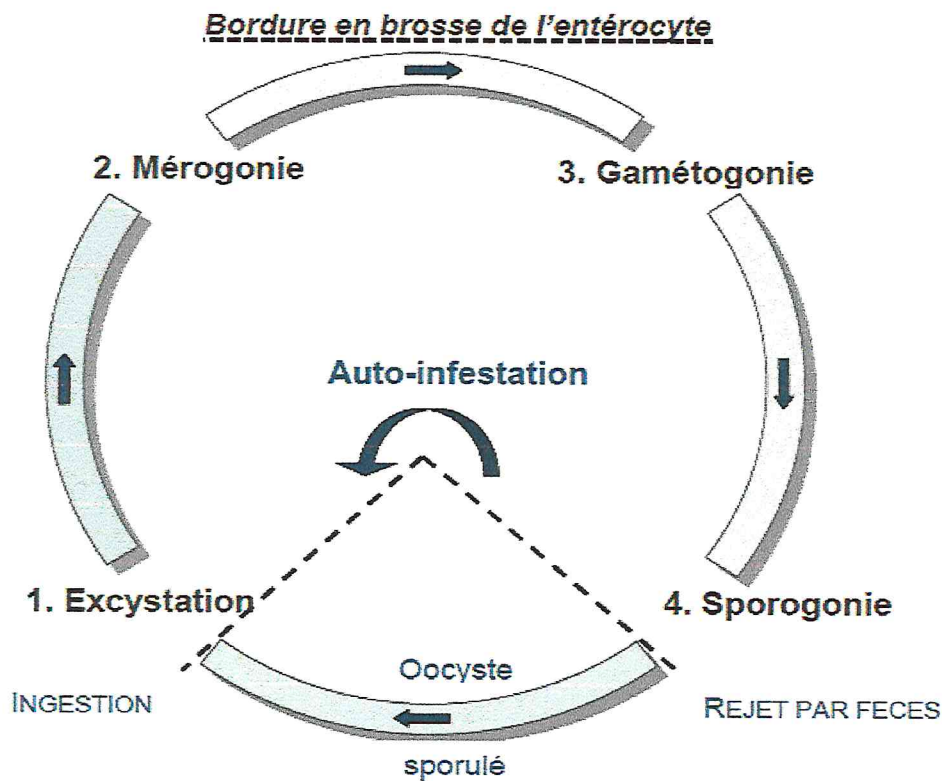 Bordure en brosse de l'entérocyte
2. Mérogonie
3. Gamétogonie
Auto-infestation
1. Excystation
4. Sporogonie
Oocyste
INGESTION
REJET PAR FECES
sporulé